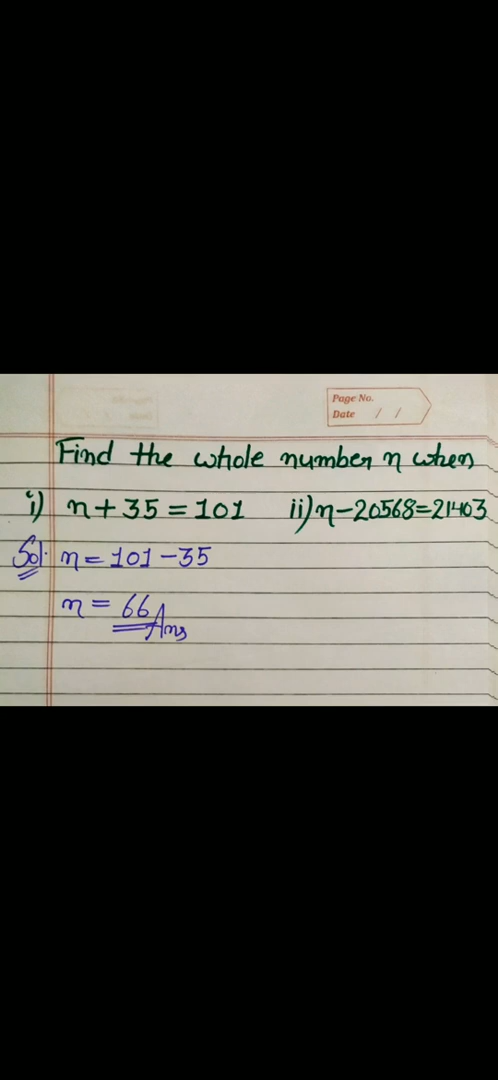 Page No.
Date / /
Find the whole number n when
i) n + 35 = 101 ii) n - 20568 = 21403
Sol. n = 101 - 35
n = 66 Ans